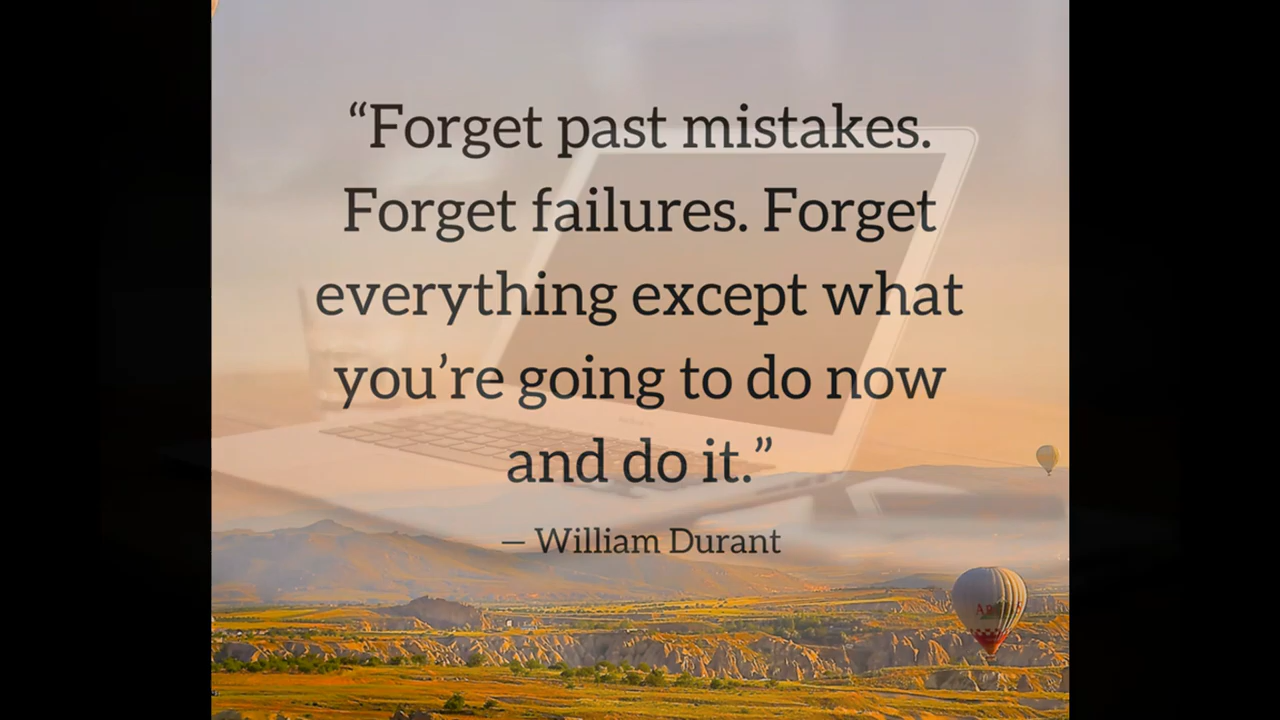 “Forget past mistakes.
Forget failures. Forget
everything except what
you’re going to do now
and do it.”
— William Durant